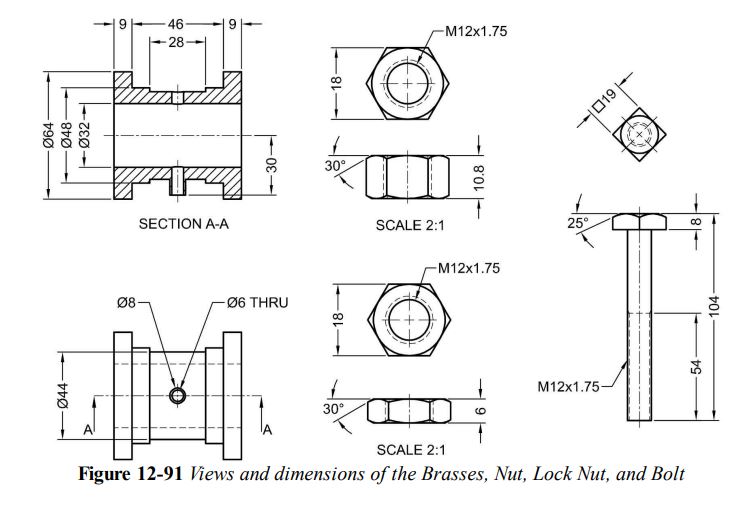 9 46 9
28
Ø64
Ø48
Ø32
30
SECTION A-A
M12x1.75
18
30°
10.8
SCALE 2:1
□19
25°
8
104
54
M12x1.75
Ø8
Ø6 THRU
Ø44
A A
M12x1.75
18
30°
6
SCALE 2:1
Figure 12-91 Views and dimensions of the Brasses, Nut, Lock Nut, and Bolt